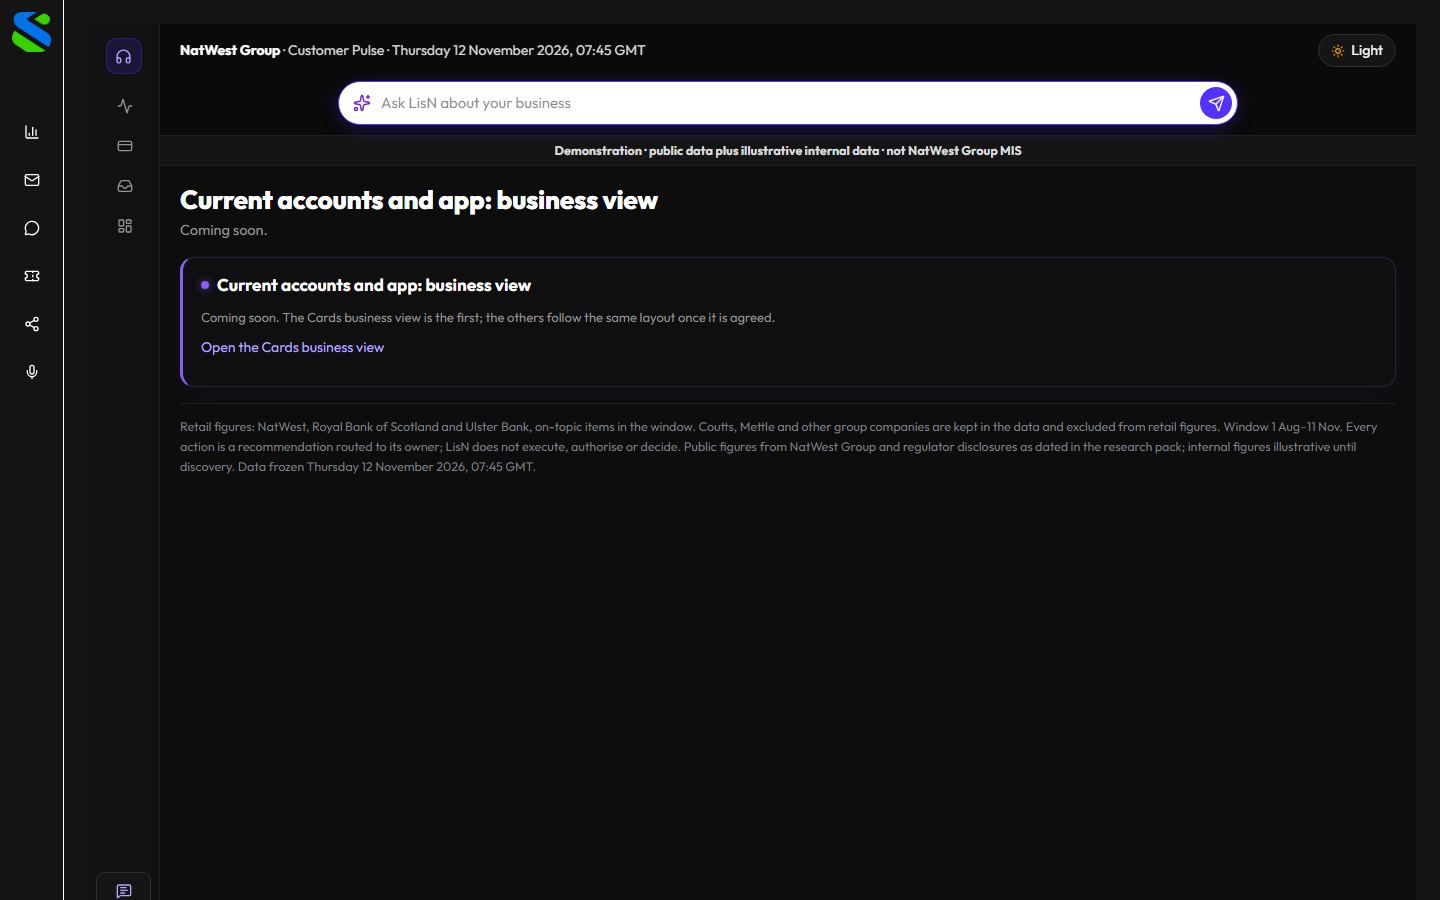 NatWest Group · Customer Pulse · Thursday 12 November 2026, 07:45 GMT
Light
Ask LisN about your business
Demonstration · public data plus illustrative internal data · not NatWest Group MIS
Current accounts and app: business view
Coming soon.
Current accounts and app: business view
Coming soon. The Cards business view is the first; the others follow the same layout once it is agreed.
Open the Cards business view
Retail figures: NatWest, Royal Bank of Scotland and Ulster Bank, on-topic items in the window. Coutts, Mettle and other group companies are kept in the data and excluded from retail figures. Window 1 Aug–11 Nov. Every
action is a recommendation routed to its owner; LisN does not execute, authorise or decide. Public figures from NatWest Group and regulator disclosures as dated in the research pack; internal figures illustrative until
discovery. Data frozen Thursday 12 November 2026, 07:45 GMT.